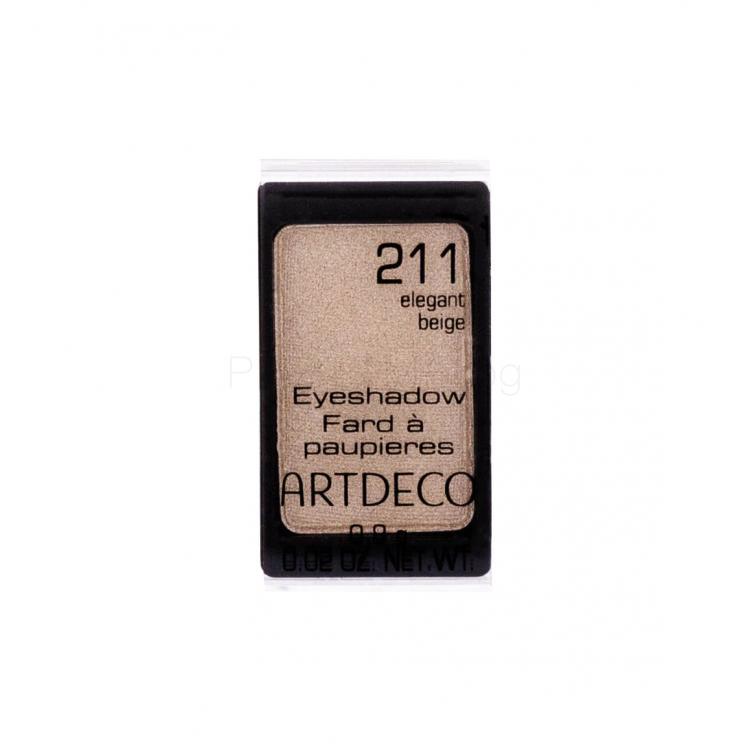 211
elegant
beige
Eyeshadow
Fard à
paupieres
ARTDECO
0.02 OZ. NET.WT.